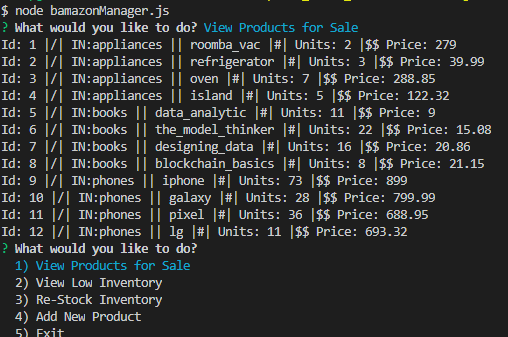 $ node bamazonManager.js
? What would you like to do? View Products for Sale
Id: 1 |/| IN:appliances || roomba_vac |#| Units: 2 |$$ Price: 279
Id: 2 |/| IN:appliances || refrigerator |#| Units: 3 |$$ Price: 39.99
Id: 3 |/| IN:appliances || oven |#| Units: 7 |$$ Price: 288.85
Id: 4 |/| IN:appliances || island |#| Units: 5 |$$ Price: 122.32
Id: 5 |/| IN:books || data_analytic |#| Units: 11 |$$ Price: 9
Id: 6 |/| IN:books || the_model_thinker |#| Units: 22 |$$ Price: 15.08
Id: 7 |/| IN:books || designing_data |#| Units: 16 |$$ Price: 20.86
Id: 8 |/| IN:books || blockchain_basics |#| Units: 8 |$$ Price: 21.15
Id: 9 |/| IN:phones || iphone |#| Units: 73 |$$ Price: 899
Id: 10 |/| IN:phones || galaxy |#| Units: 28 |$$ Price: 799.99
Id: 11 |/| IN:phones || pixel |#| Units: 36 |$$ Price: 688.95
Id: 12 |/| IN:phones || lg |#| Units: 11 |$$ Price: 693.32
? What would you like to do?
1) View Products for Sale
2) View Low Inventory
3) Re-Stock Inventory
4) Add New Product
5) Exit